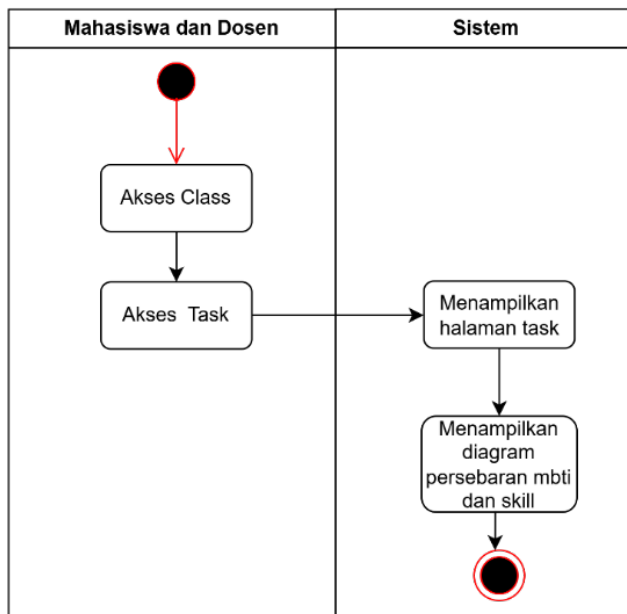 Mahasiswa dan Dosen
Sistem
Akses Class
Akses Task
Menampilkan
halaman task
Menampilkan
diagram
persebaran mbti
dan skill